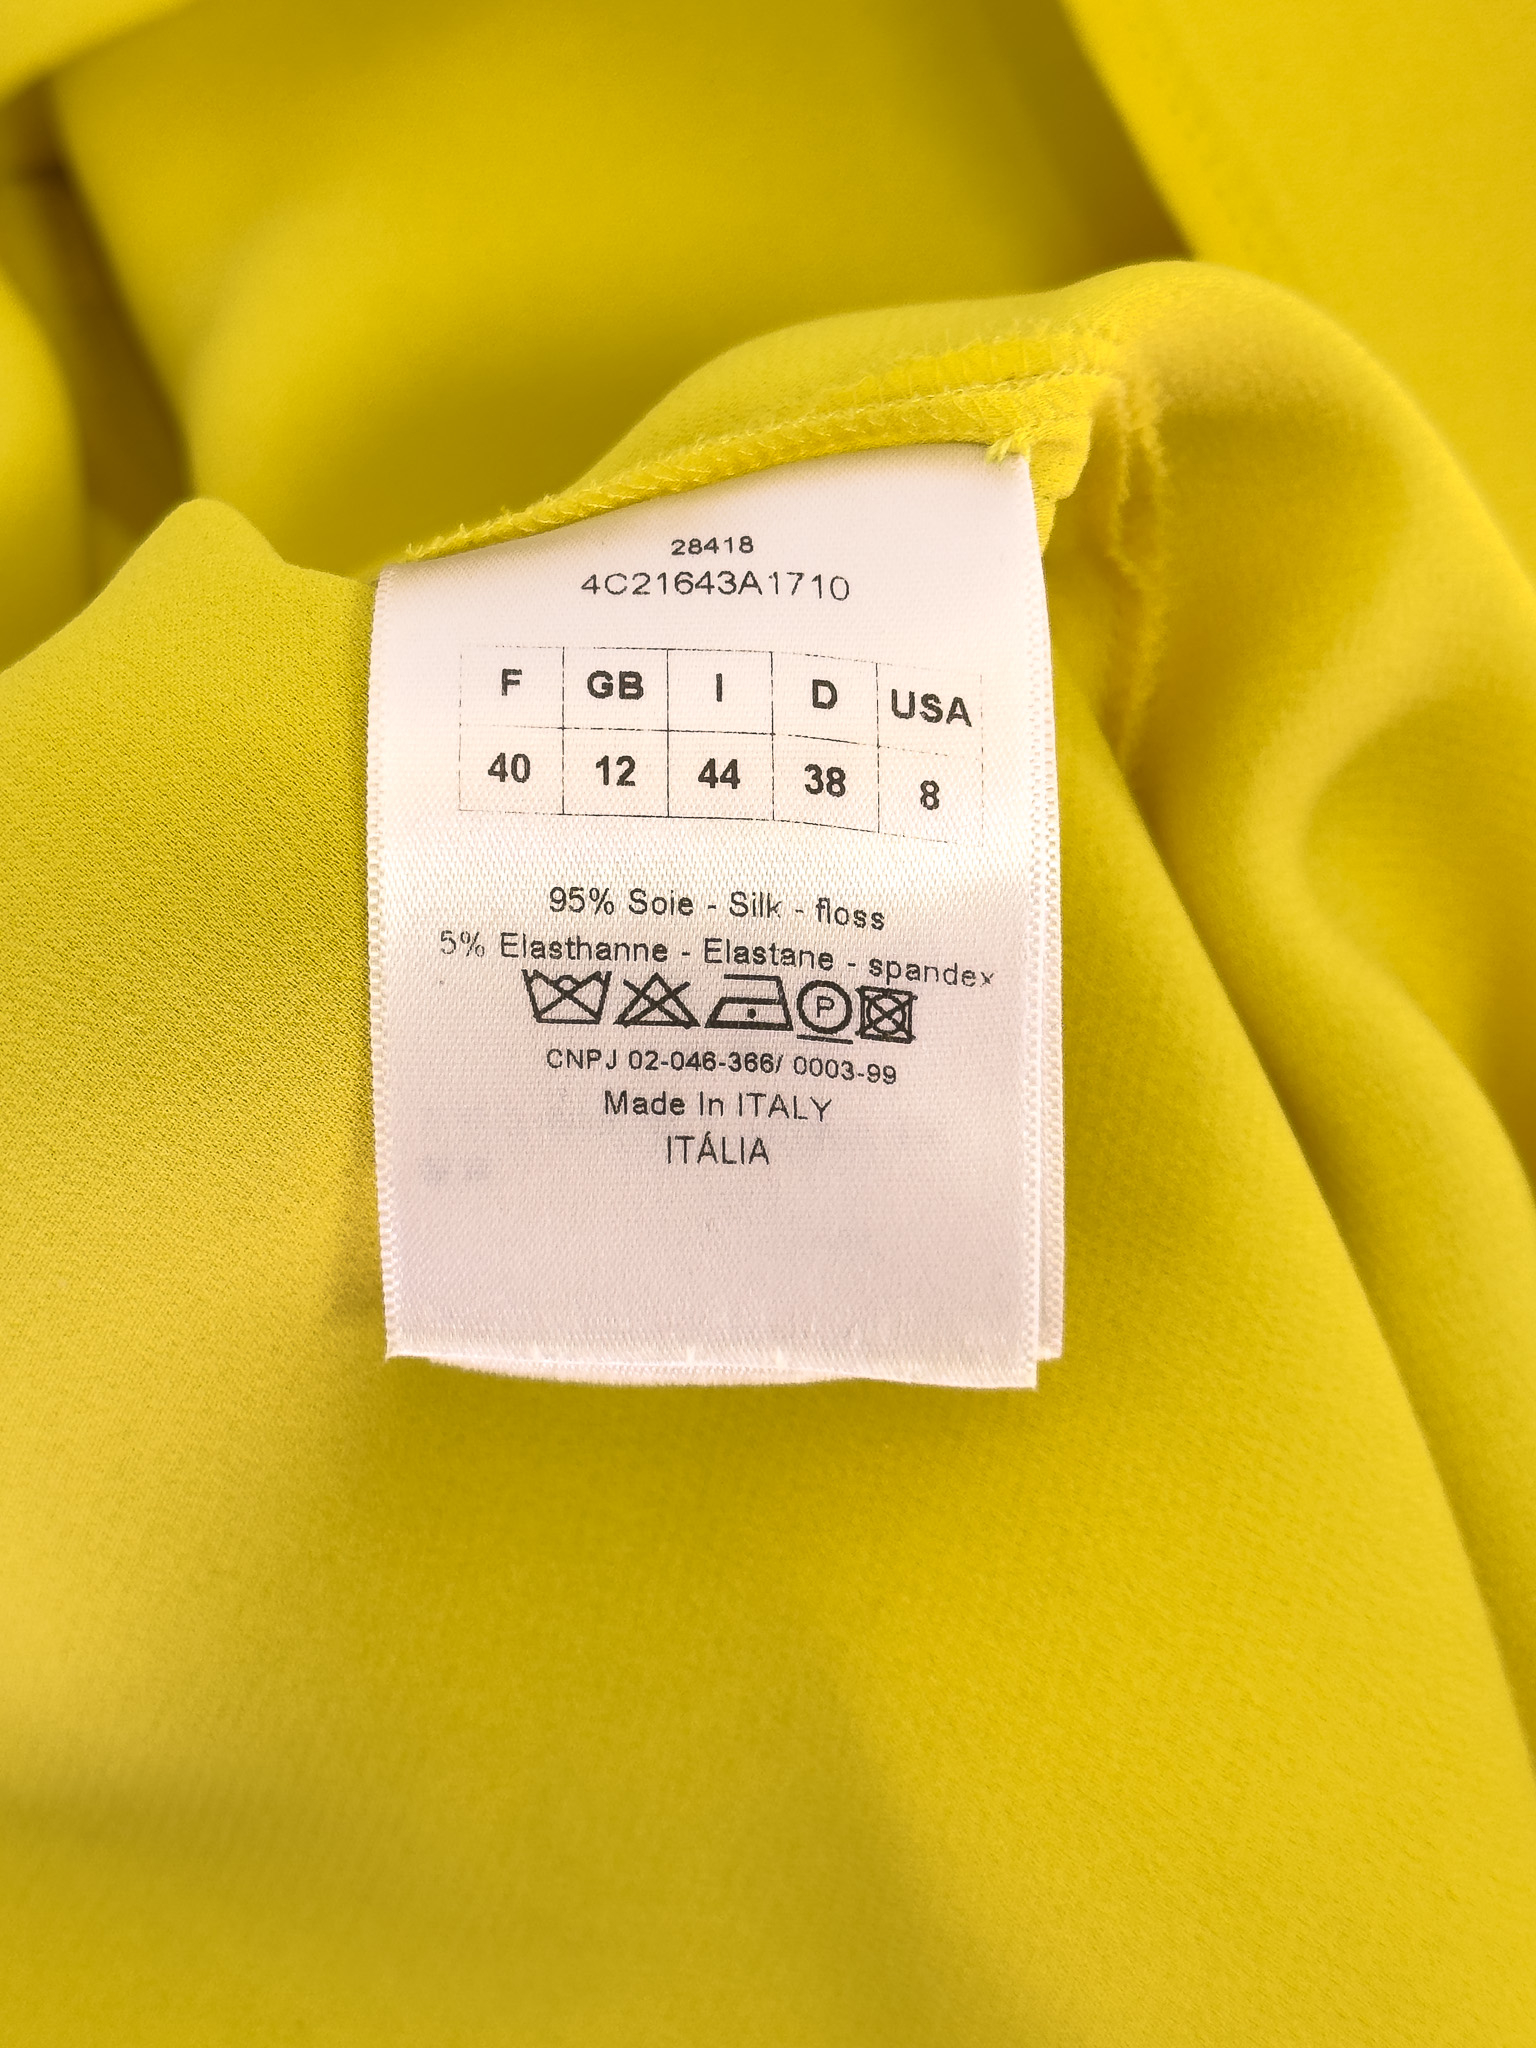 28418
4C21643A1710
F GB I D USA
40 12 44 38 8
95% Soie - Silk - floss
5% Elasthanne - Elastane - spandex
P
CNPJ 02-046-366/ 0003-99
Made In ITALY
ITÁLIA